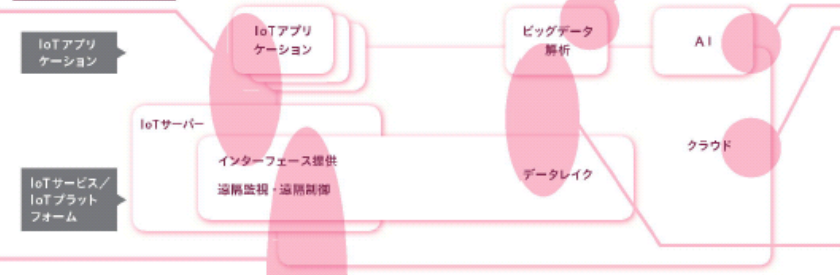 IoTアプリ
ケーション
IoTアプリ
ケーション
ビッグデータ
解析
AI
IoTサーバー
クラウド
インターフェース提供
遠隔監視・遠隔制御
データレイク
IoTサービス／
IoTプラット
フォーム